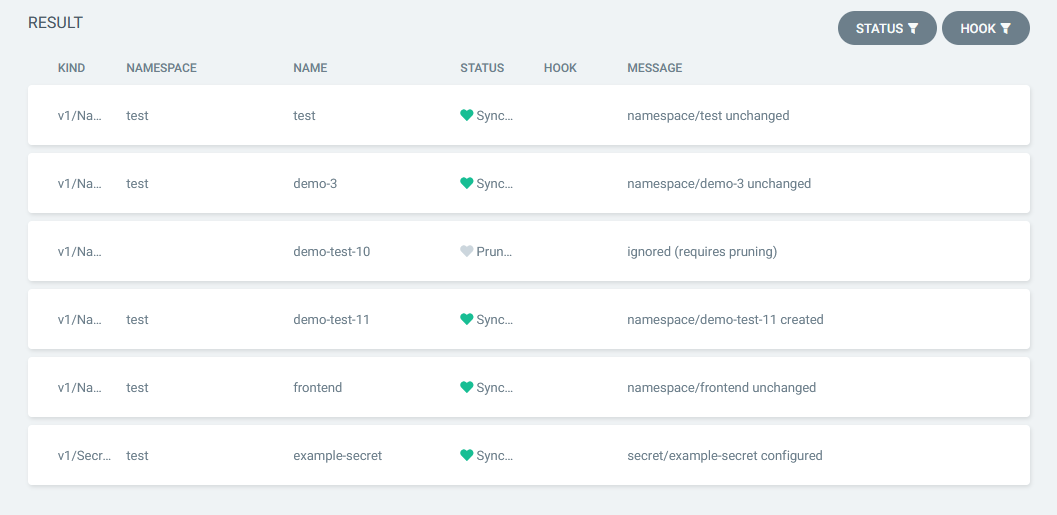 RESULT
STATUS HOOK
KIND NAMESPACE NAME STATUS HOOK MESSAGE
v1/Na... test test Sync... namespace/test unchanged
v1/Na... test demo-3 Sync... namespace/demo-3 unchanged
v1/Na... demo-test-10 Prun... ignored (requires pruning)
v1/Na... test demo-test-11 Sync... namespace/demo-test-11 created
v1/Na... test frontend Sync... namespace/frontend unchanged
v1/Secr... test example-secret Sync... secret/example-secret configured